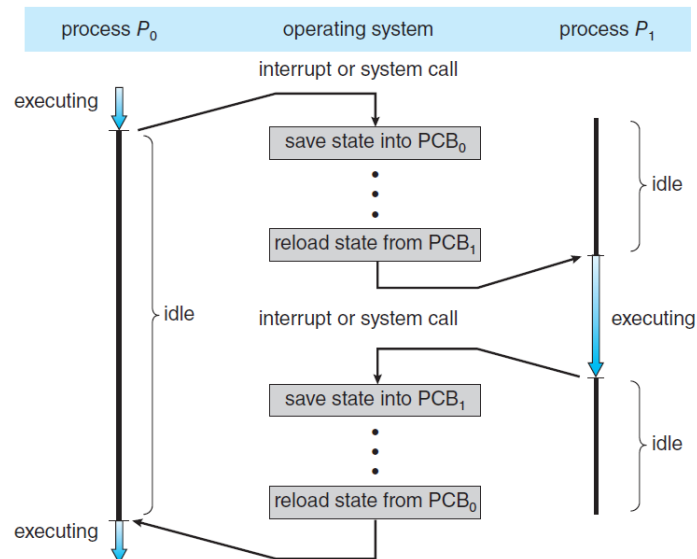 process P₀ operating system process P₁
interrupt or system call
executing
save state into PCB₀
idle
reload state from PCB₁
idle
interrupt or system call
executing
save state into PCB₁
idle
reload state from PCB₀
executing